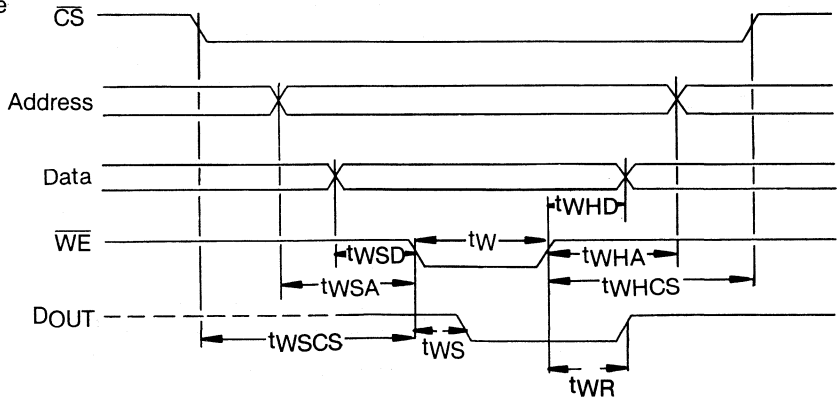 e
CS
Address
Data
tWHD
WE
tW
tWSD
tWHA
tWSA
tWHCS
DOUT
tWSCS
tWS
tWR